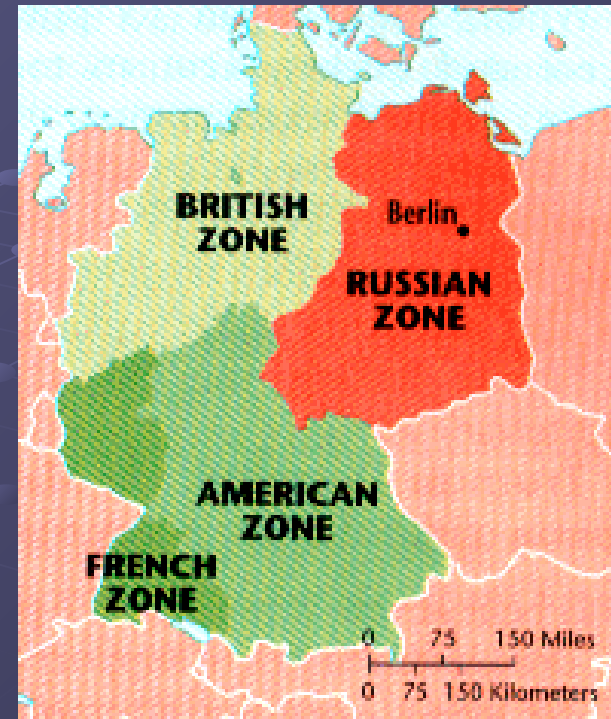 BRITISH
ZONE
Berlin
RUSSIAN
ZONE
AMERICAN
ZONE
FRENCH
ZONE
0 75 150 Miles
0 75 150 Kilometers